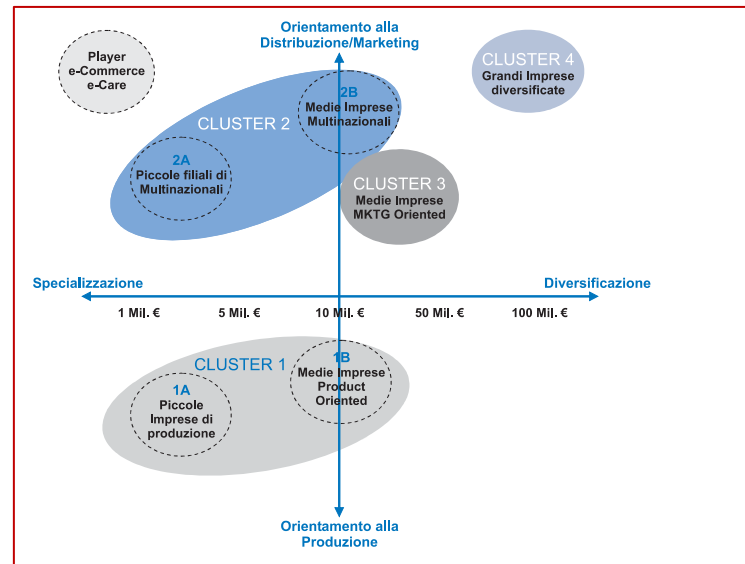 Orientamento alla
Distribuzione/Marketing
Player
e-Commerce
e-Care
CLUSTER 4
Grandi Imprese
diversificate
2B
Medie Imprese
Multinazionali
CLUSTER 2
2A
Piccole filiali di
Multinazionali
CLUSTER 3
Medie Imprese
MKTG Oriented
Specializzazione
Diversificazione
1 Mil. €
5 Mil. €
10 Mil. €
50 Mil. €
100 Mil. €
CLUSTER 1
1B
Medie Imprese
Product
Oriented
1A
Piccole
Imprese di
produzione
Orientamento alla
Produzione